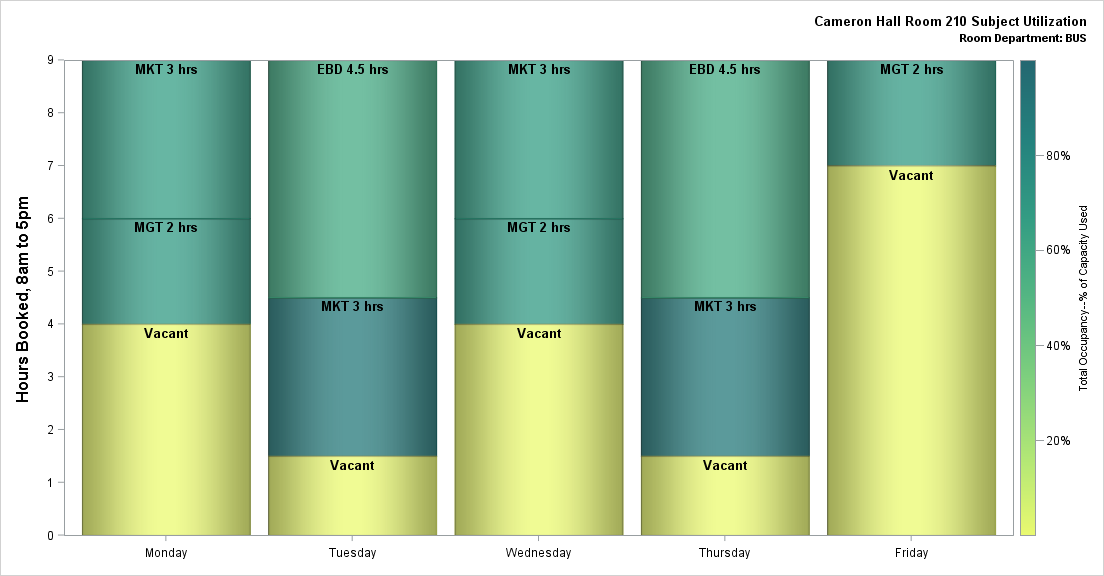 Cameron Hall Room 210 Subject Utilization
Room Department: BUS
Hours Booked, 8am to 5pm
9
8
7
6
5
4
3
2
1
0
MKT 3 hrs
MGT 2 hrs
Vacant
EBD 4.5 hrs
MKT 3 hrs
Vacant
MKT 3 hrs
MGT 2 hrs
Vacant
EBD 4.5 hrs
MKT 3 hrs
Vacant
MGT 2 hrs
Vacant
Monday
Tuesday
Wednesday
Thursday
Friday
80%
60%
40%
20%
Total Occupancy--% of Capacity Used